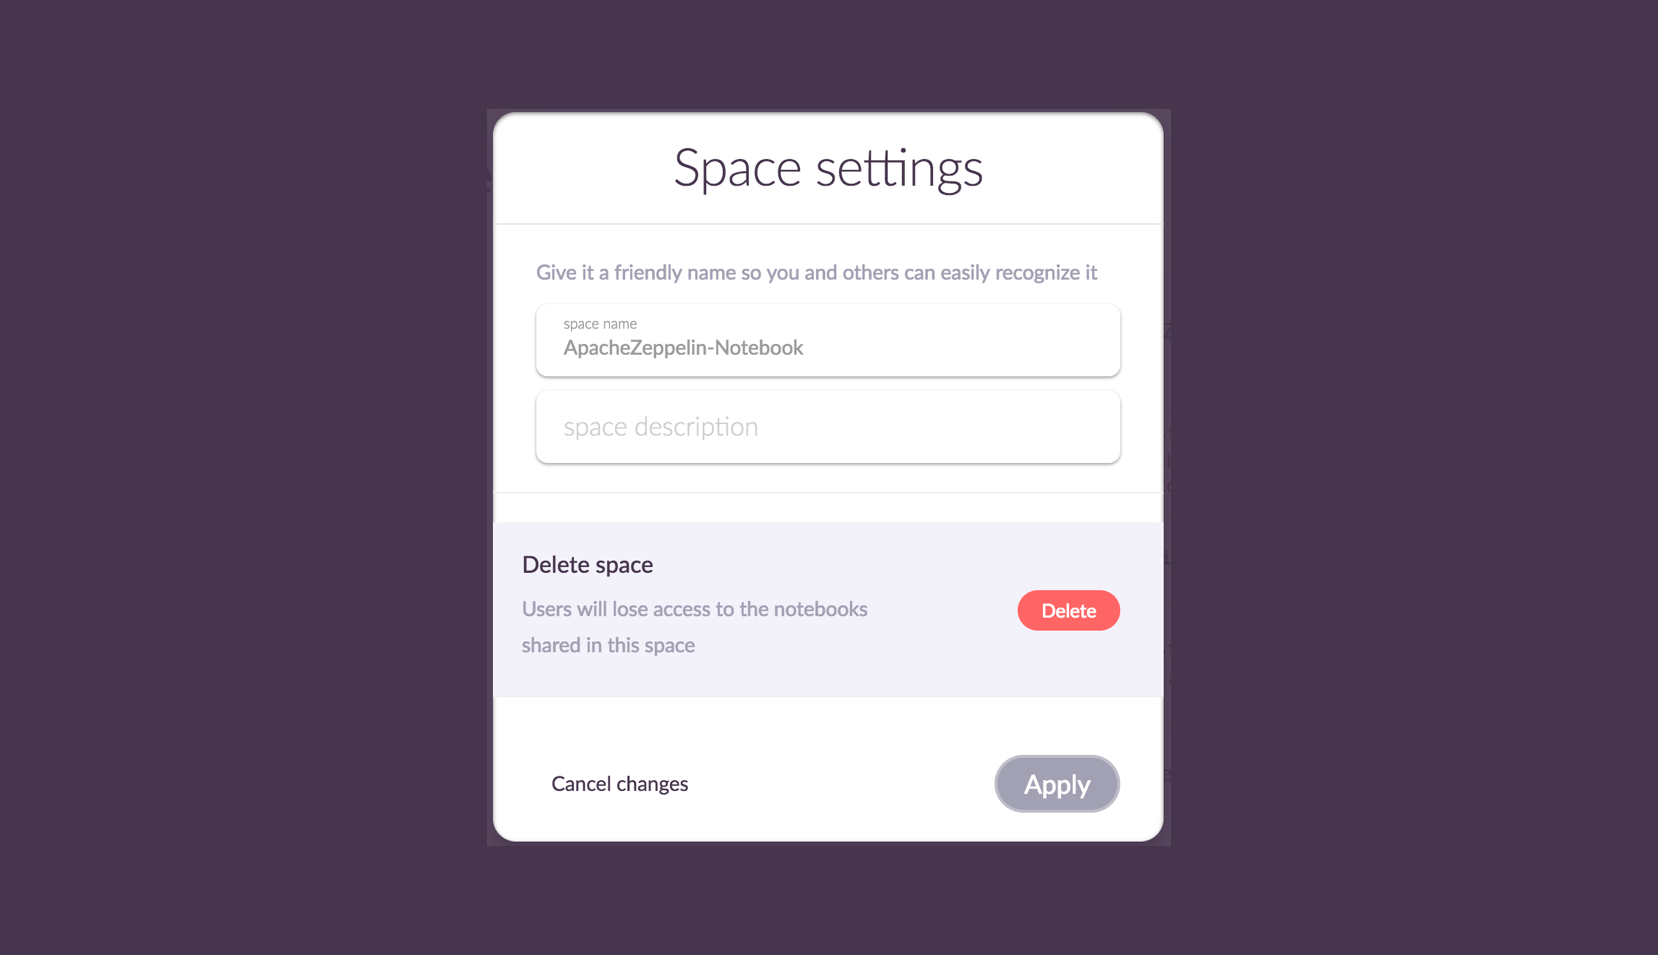 Space settings
Give it a friendly name so you and others can easily recognize it
space name
ApacheZeppelin-Notebook
space description
Delete space
Users will lose access to the notebooks
shared in this space
Delete
Cancel changes
Apply